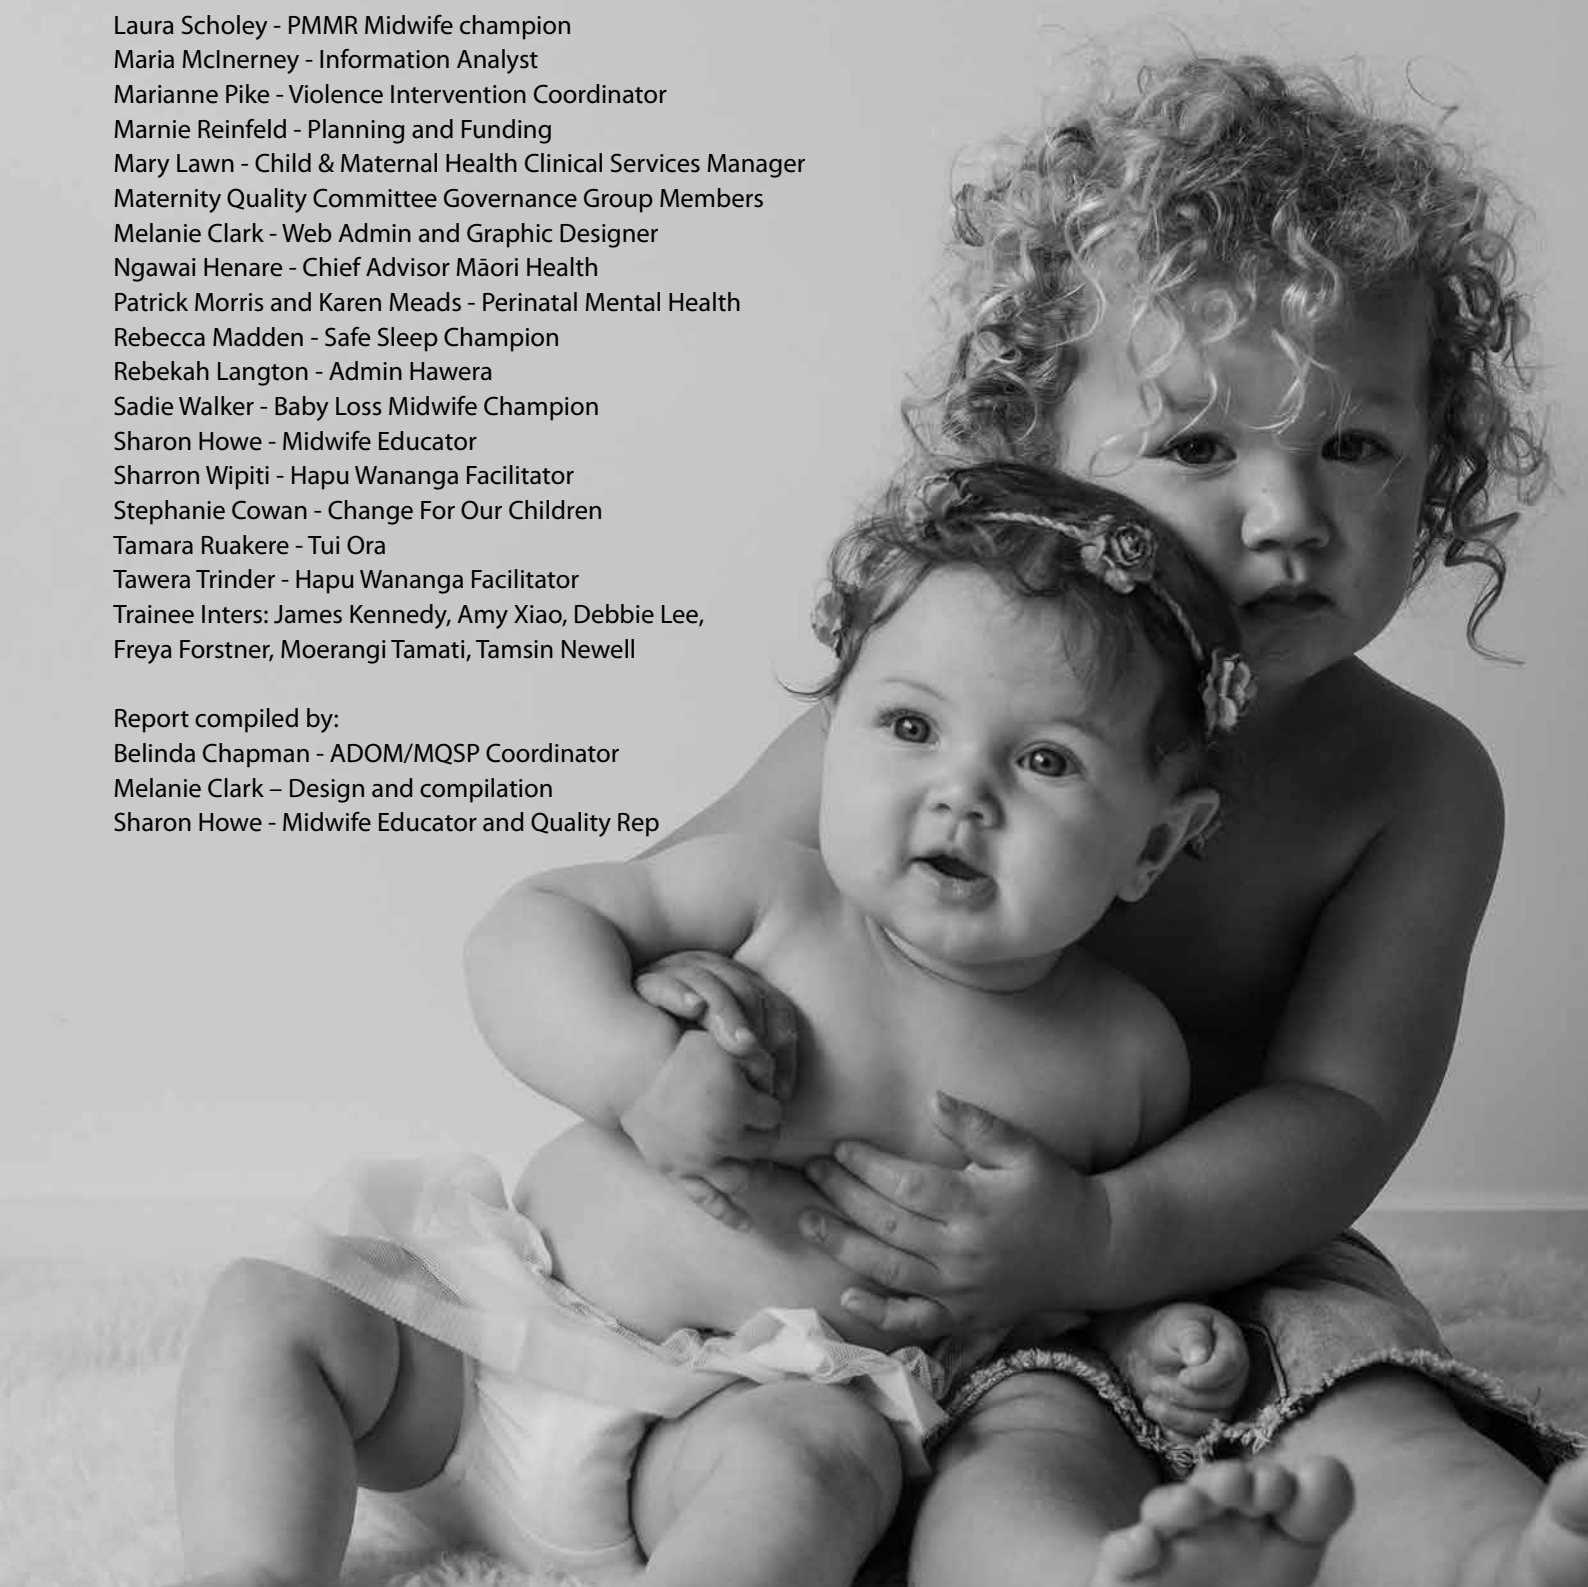 Laura Scholey - PMMR Midwife champion
Maria McInerney - Information Analyst
Marianne Pike - Violence Intervention Coordinator
Marnie Reinfeld - Planning and Funding
Mary Lawn - Child & Maternal Health Clinical Services Manager
Maternity Quality Committee Governance Group Members
Melanie Clark - Web Admin and Graphic Designer
Ngawai Henare - Chief Advisor Māori Health
Patrick Morris and Karen Meads - Perinatal Mental Health
Rebecca Madden - Safe Sleep Champion
Rebekah Langton - Admin Hawera
Sadie Walker - Baby Loss Midwife Champion
Sharon Howe - Midwife Educator
Sharron Wipiti - Hapu Wananga Facilitator
Stephanie Cowan - Change For Our Children
Tamara Ruakere - Tui Ora
Tawera Trinder - Hapu Wananga Facilitator
Trainee Inters: James Kennedy, Amy Xiao, Debbie Lee,
Freya Forstner, Moerangi Tamati, Tamsin Newell
Report compiled by:
Belinda Chapman - ADOM/MQSP Coordinator
Melanie Clark – Design and compilation
Sharon Howe - Midwife Educator and Quality Rep